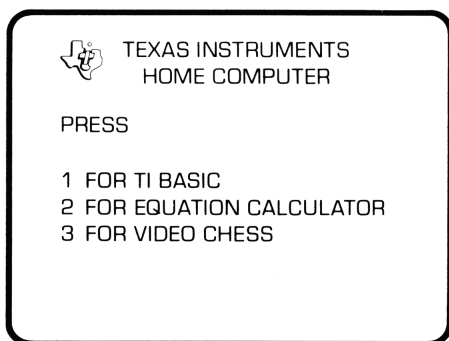 TEXAS INSTRUMENTS
HOME COMPUTER
PRESS
1 FOR TI BASIC
2 FOR EQUATION CALCULATOR
3 FOR VIDEO CHESS